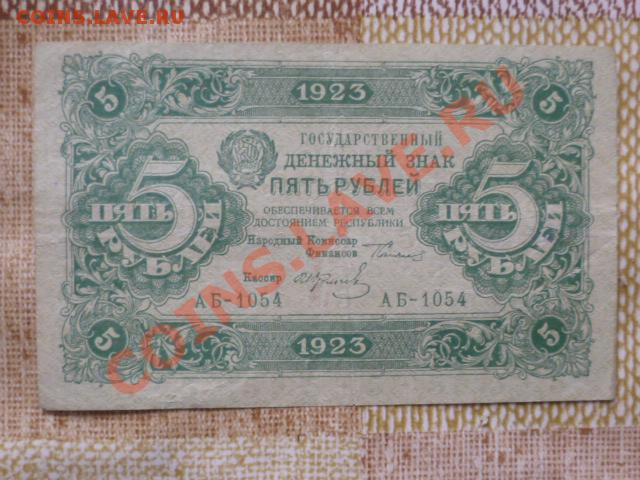 COINS.LAVE.RU
5 1923 5
ГОСУДАРСТВЕННЫЙ
ДЕНЕЖНЫЙ ЗНАК
ПЯТЬ РУБЛЕЙ
ОБЕСПЕЧИВАЕТСЯ ВСЕМ
ДОСТОЯНИЕМ РЕСПУБЛИКИ
5 ПЯТЬ РУБЛЕЙ
5 ПЯТЬ РУБЛЕЙ
Народный Комиссар
Финансов
Кассир
АБ-1054 АБ-1054
5 1923 5
COINS.LAVE.RU